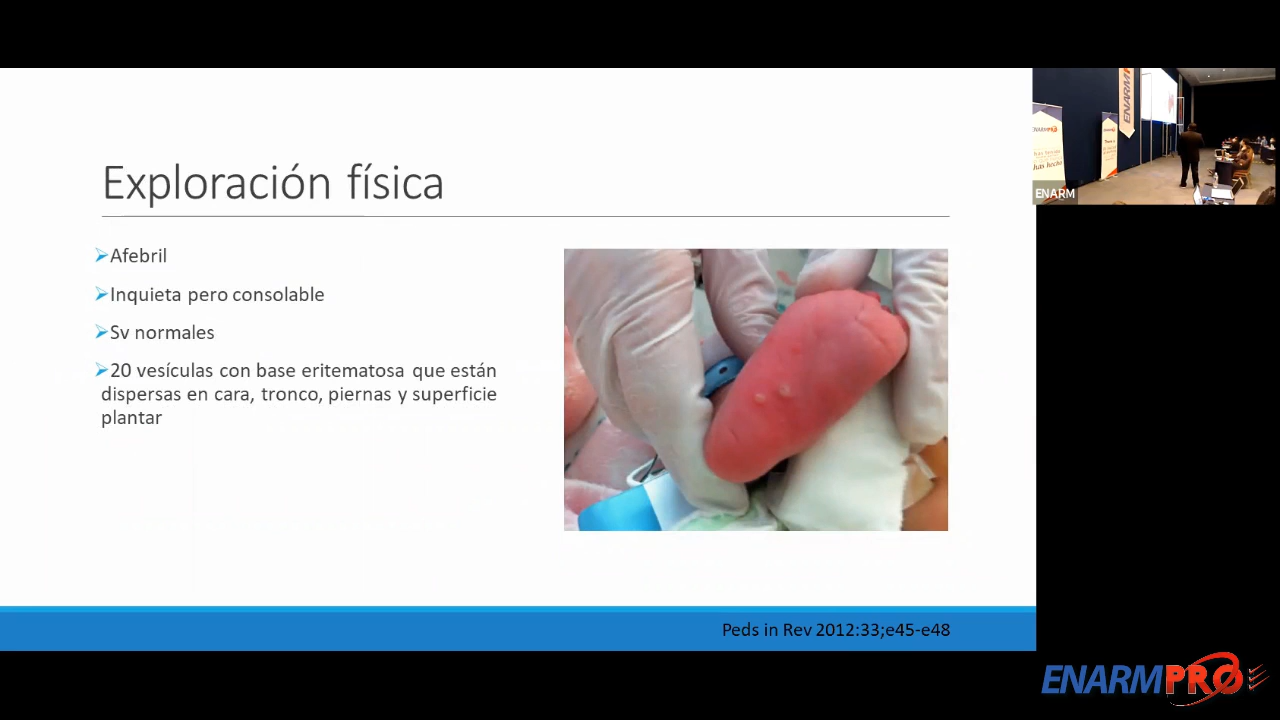 Exploración física
Afebril
Inquieta pero consolable
Sv normales
20 vesículas con base eritematosa que están
dispersas en cara, tronco, piernas y superficie
plantar
Peds in Rev 2012:33;e45-e48
ENARM
ENARMPRO